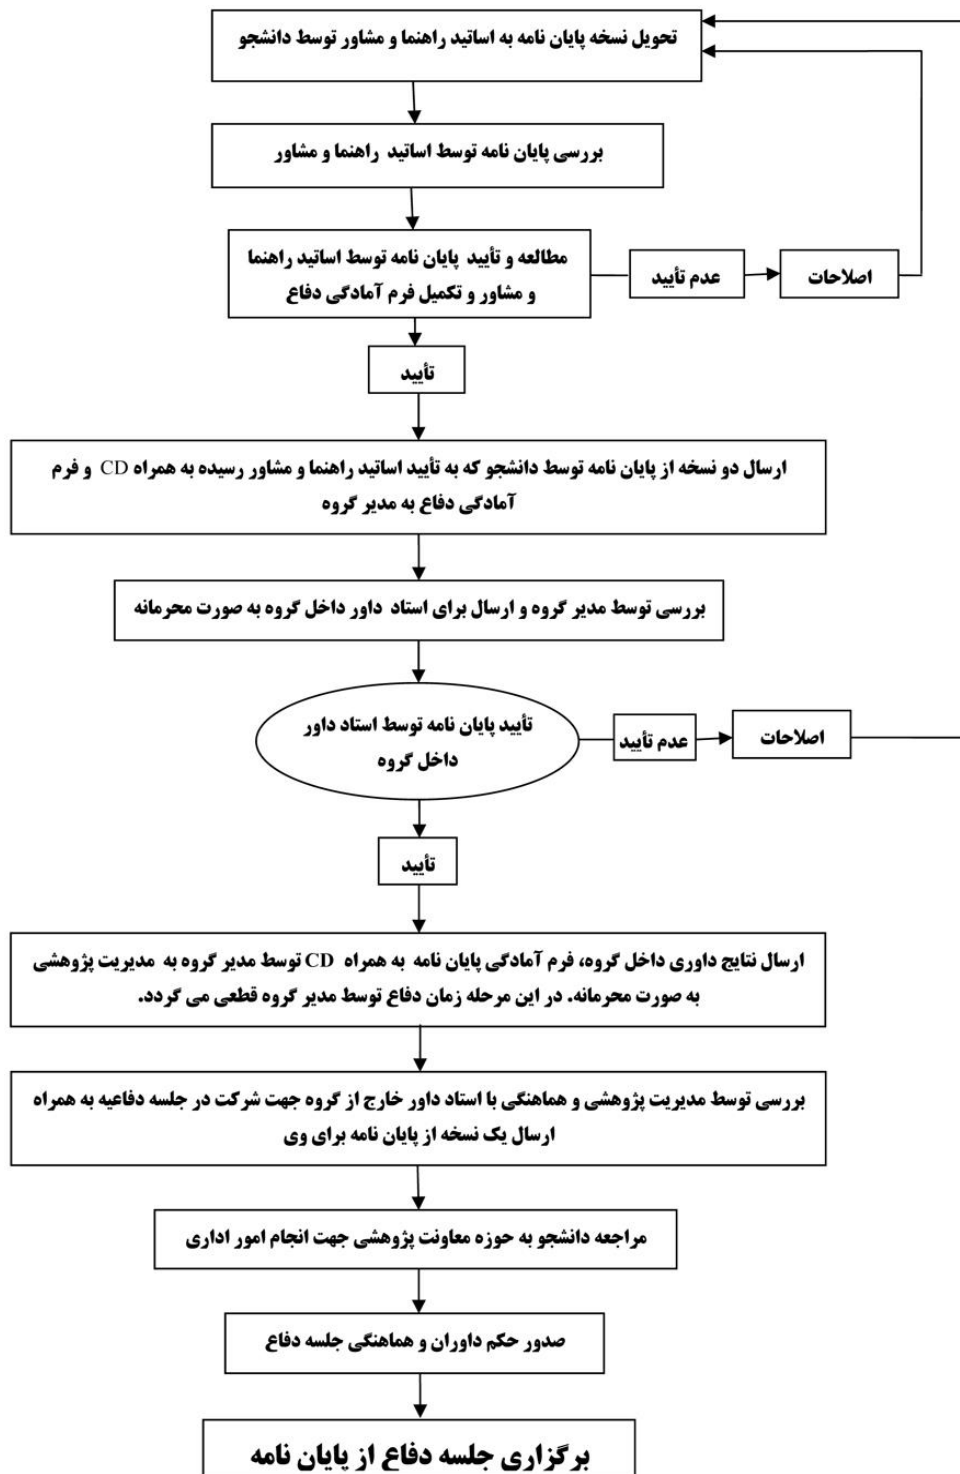 تحویل نسخه پایان نامه به اساتید راهنما و مشاور توسط دانشجو
بررسی پایان نامه توسط اساتید راهنما و مشاور
مطالعه و تأیید پایان نامه توسط اساتید راهنما
و مشاور و تکمیل فرم آمادگی دفاع
عدم تأیید
اصلاحات
تأیید
ارسال دو نسخه از پایان نامه توسط دانشجو که به تأیید اساتید راهنما و مشاور رسیده به همراه CD و فرم
آمادگی دفاع به مدیر گروه
بررسی توسط مدیر گروه و ارسال برای استاد داور داخل گروه به صورت محرمانه
تأیید پایان نامه توسط استاد داور
داخل گروه
عدم تأیید
اصلاحات
تأیید
ارسال نتایج داوری داخل گروه، فرم آمادگی پایان نامه به همراه CD توسط مدیر گروه به مدیریت پژوهشی
به صورت محرمانه. در این مرحله زمان دفاع توسط مدیر گروه قطعی می گردد.
بررسی توسط مدیریت پژوهشی و هماهنگی با استاد داور خارج از گروه جهت شرکت در جلسه دفاعیه به همراه
ارسال یک نسخه از پایان نامه برای وی
مراجعه دانشجو به حوزه معاونت پژوهشی جهت انجام امور اداری
صدور حکم داوران و هماهنگی جلسه دفاع
برگزاری جلسه دفاع از پایان نامه